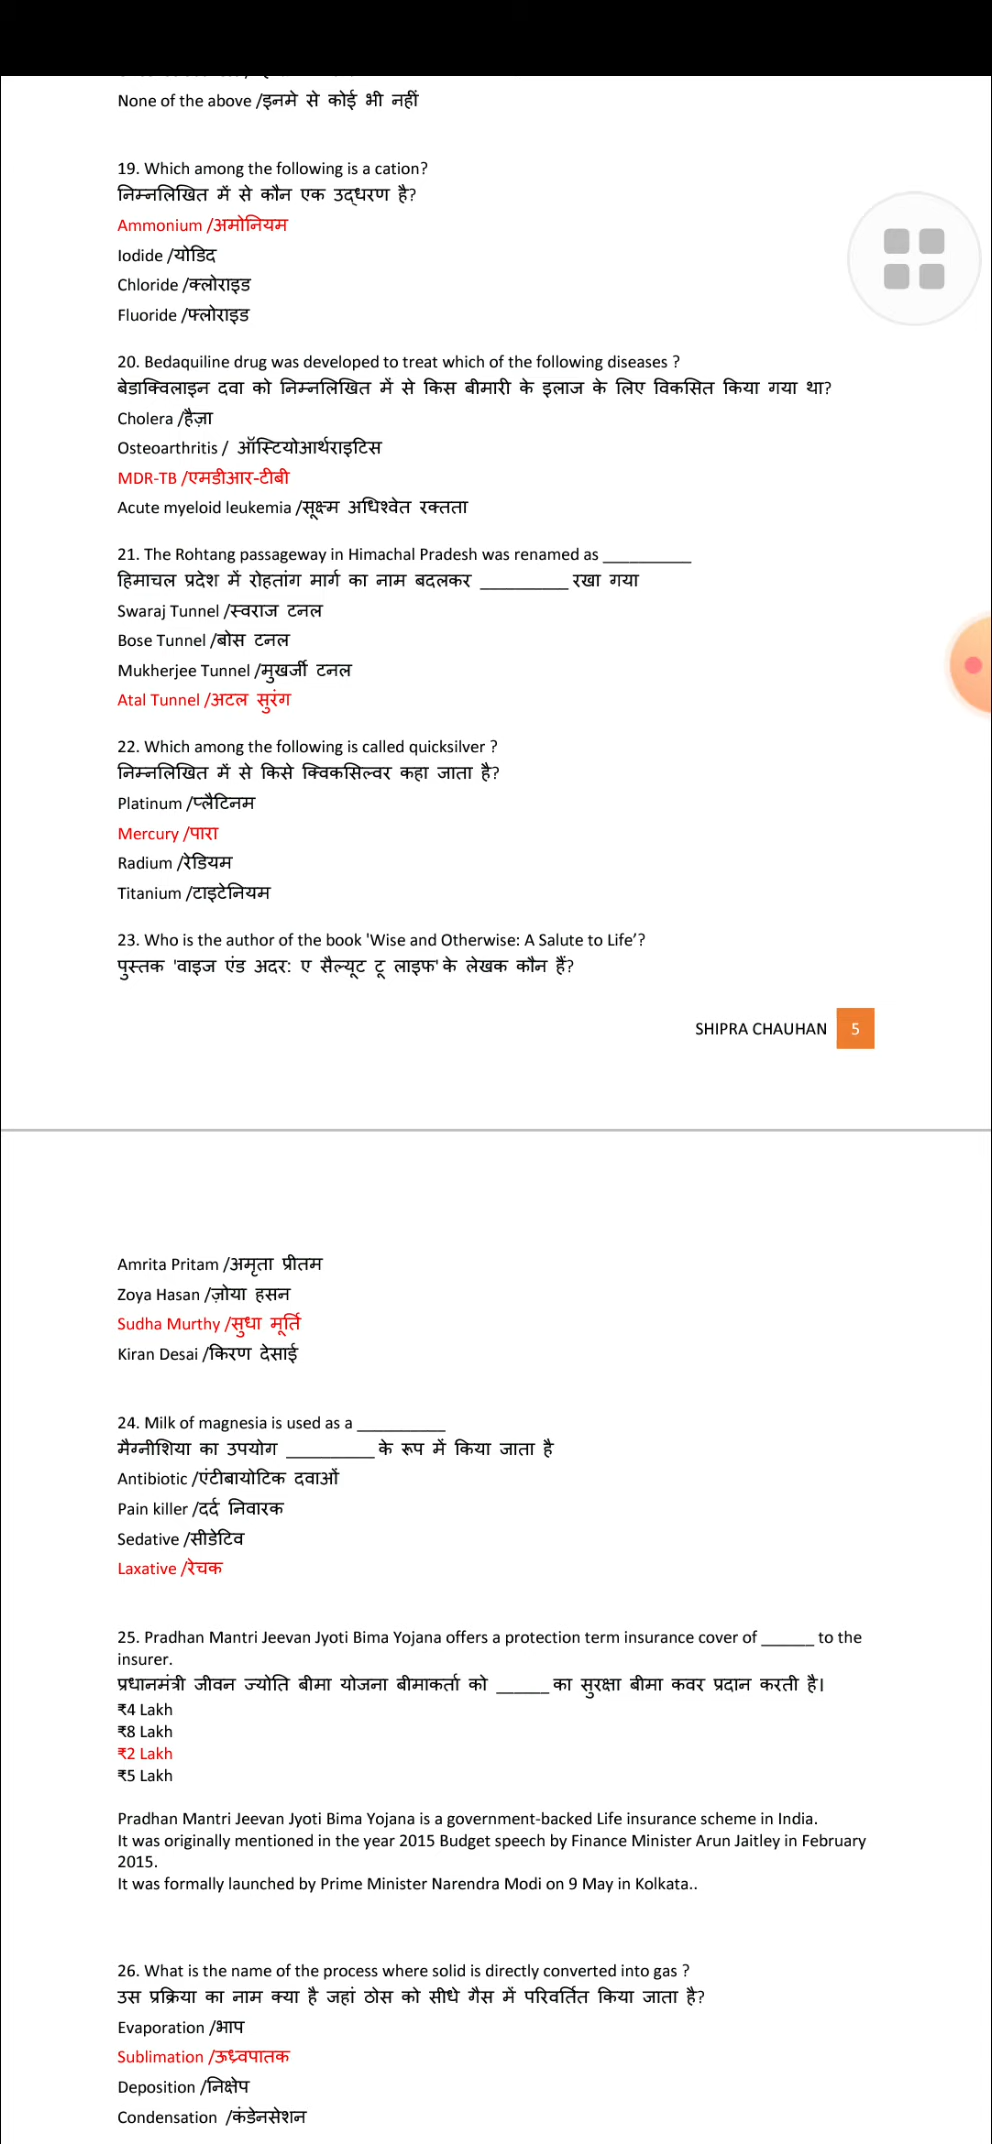 None of the above /इनमे से कोई भी नहीं
19. Which among the following is a cation?
निम्नलिखित में से कौन एक उद्धरण है?
Ammonium /अमोनियम
Iodide /योडिद
Chloride /क्लोराइड
Fluoride /फ्लोराइड
20. Bedaquiline drug was developed to treat which of the following diseases ?
बेडाक्विलाइन दवा को निम्नलिखित में से किस बीमारी के इलाज के लिए विकसित किया गया था?
Cholera /हैज़ा
Osteoarthritis / ऑस्टियोआर्थराइटिस
MDR-TB /एमडीआर-टीबी
Acute myeloid leukemia /सूक्ष्म अधिश्वेत रक्तता
21. The Rohtang passageway in Himachal Pradesh was renamed as __________
हिमाचल प्रदेश में रोहतांग मार्ग का नाम बदलकर __________ रखा गया
Swaraj Tunnel /स्वराज टनल
Bose Tunnel /बोस टनल
Mukherjee Tunnel /मुखर्जी टनल
Atal Tunnel /अटल सुरंग
22. Which among the following is called quicksilver ?
निम्नलिखित में से किसे क्विकसिल्वर कहा जाता है?
Platinum /प्लैटिनम
Mercury /पारा
Radium /रेडियम
Titanium /टाइटेनियम
23. Who is the author of the book 'Wise and Otherwise: A Salute to Life’?
पुस्तक 'वाइज एंड अदर: ए सैल्यूट टू लाइफ' के लेखक कौन हैं?
SHIPRA CHAUHAN 5
Amrita Pritam /अमृता प्रीतम
Zoya Hasan /ज़ोया हसन
Sudha Murthy /सुधा मूर्ति
Kiran Desai /किरण देसाई
24. Milk of magnesia is used as a __________
मैग्नीशिया का उपयोग __________ के रूप में किया जाता है
Antibiotic /एंटीबायोटिक दवाओं
Pain killer /दर्द निवारक
Sedative /सीडेटिव
Laxative /रेचक
25. Pradhan Mantri Jeevan Jyoti Bima Yojana offers a protection term insurance cover of ______ to the
insurer.
प्रधानमंत्री जीवन ज्योति बीमा योजना बीमाकर्ता को ______ का सुरक्षा बीमा कवर प्रदान करती है।
₹4 Lakh
₹8 Lakh
₹2 Lakh
₹5 Lakh
Pradhan Mantri Jeevan Jyoti Bima Yojana is a government-backed Life insurance scheme in India.
It was originally mentioned in the year 2015 Budget speech by Finance Minister Arun Jaitley in February
2015.
It was formally launched by Prime Minister Narendra Modi on 9 May in Kolkata..
26. What is the name of the process where solid is directly converted into gas ?
उस प्रक्रिया का नाम क्या है जहां ठोस को सीधे गैस में परिवर्तित किया जाता है?
Evaporation /भाप
Sublimation /ऊध्र्वपातक
Deposition /निक्षेप
Condensation /कंडेनसेशन